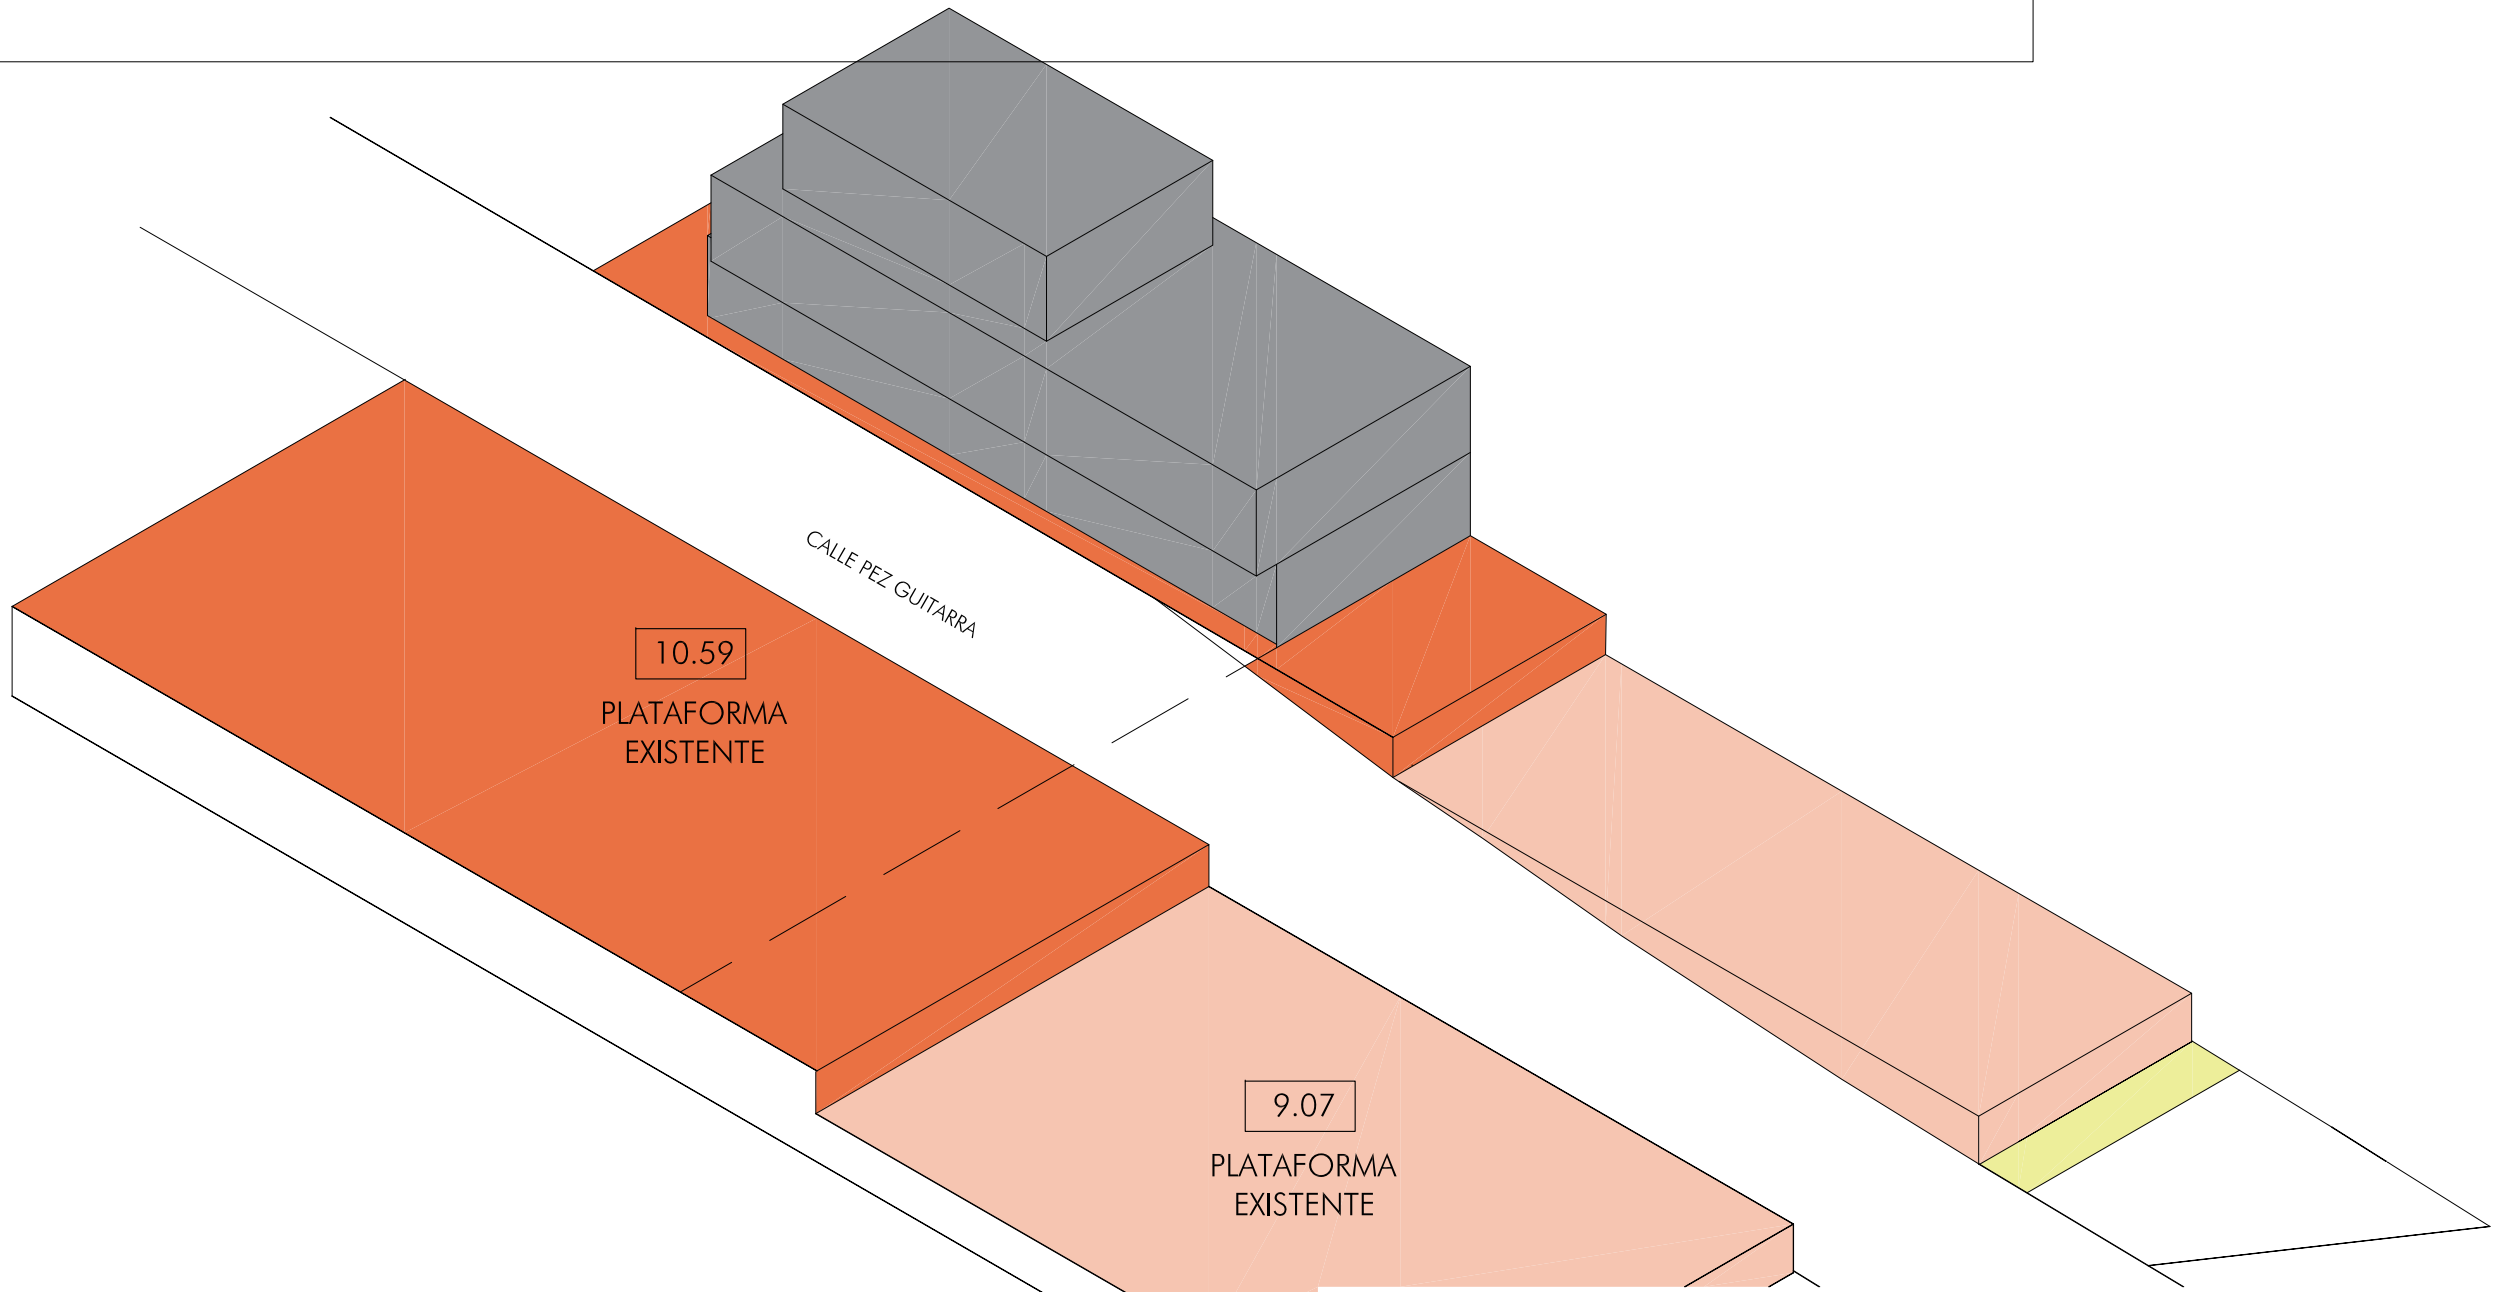 CALLE PEZ GUITARRA
10.59
PLATAFORMA
EXISTENTE
9.07
PLATAFORMA
EXISTENTE